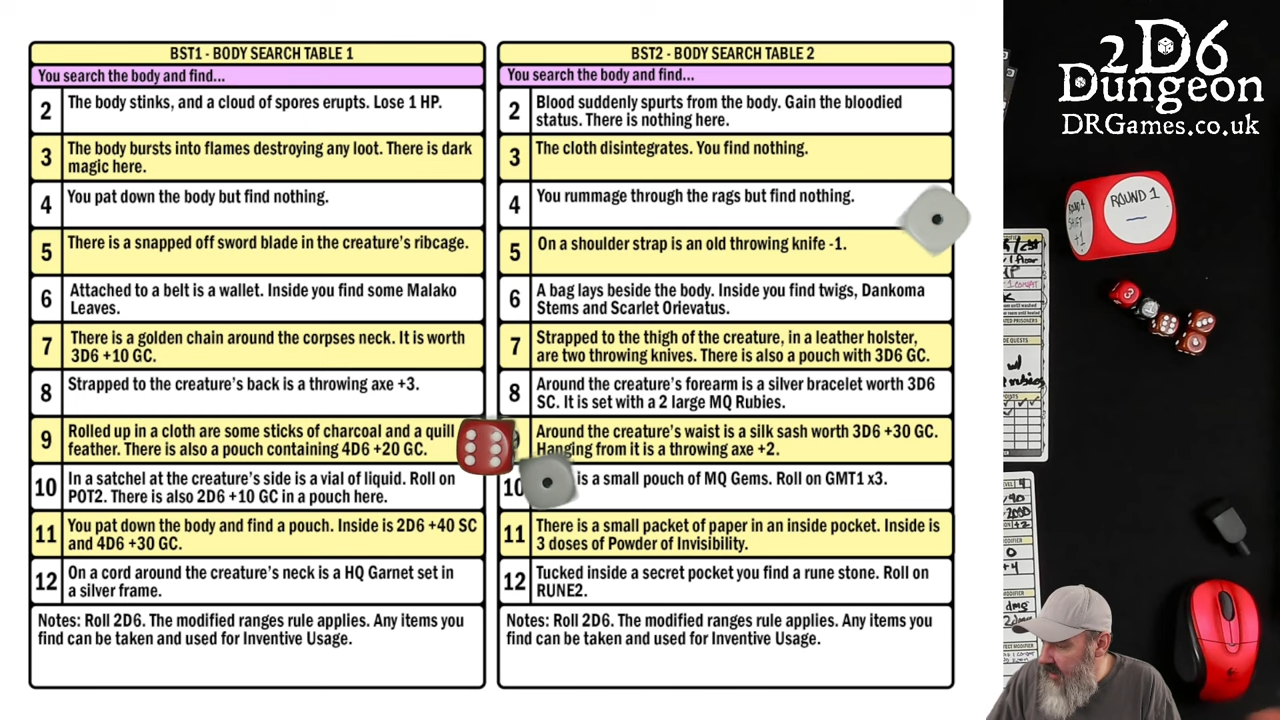 BST1 - BODY SEARCH TABLE 1
You search the body and find...
2 The body stinks, and a cloud of spores erupts. Lose 1 HP.
3 The body bursts into flames destroying any loot. There is dark
magic here.
4 You pat down the body but find nothing.
5 There is a snapped off sword blade in the creature's ribcage.
6 Attached to a belt is a wallet. Inside you find some Malako
Leaves.
7 There is a golden chain around the corpses neck. It is worth
3D6 +10 GC.
8 Strapped to the creature's back is a throwing axe +3.
9 Rolled up in a cloth are some sticks of charcoal and a quill
feather. There is also a pouch containing 4D6 +20 GC.
10 In a satchel at the creature's side is a vial of liquid. Roll on
POT2. There is also 2D6 +10 GC in a pouch here.
11 You pat down the body and find a pouch. Inside is 2D6 +40 SC
and 4D6 +30 GC.
12 On a cord around the creature's neck is a HQ Garnet set in
a silver frame.
Notes: Roll 2D6. The modified ranges rule applies. Any items you
find can be taken and used for Inventive Usage.
BST2 - BODY SEARCH TABLE 2
You search the body and find...
2 Blood suddenly spurts from the body. Gain the bloodied
status. There is nothing here.
3 The cloth disintegrates. You find nothing.
4 You rummage through the rags but find nothing.
5 On a shoulder strap is an old throwing knife -1.
6 A bag lays beside the body. Inside you find twigs, Dankoma
Stems and Scarlet Orievatus.
7 Strapped to the thigh of the creature, in a leather holster,
are two throwing knives. There is also a pouch with 3D6 GC.
8 Around the creature's forearm is a silver bracelet worth 3D6
SC. It is set with a 2 large MQ Rubies.
Around the creature's waist is a silk sash worth 3D6 +30 GC.
Hanging from it is a throwing axe +2.
10 is a small pouch of MQ Gems. Roll on GMT1 x3.
11 There is a small packet of paper in an inside pocket. Inside is
3 doses of Powder of Invisibility.
12 Tucked inside a secret pocket you find a rune stone. Roll on
RUNE2.
Notes: Roll 2D6. The modified ranges rule applies. Any items you
find can be taken and used for Inventive Usage.
2D6
Dungeon
DRGames.co.uk
ROUND 1
ROUND 4
SHIFT
+1